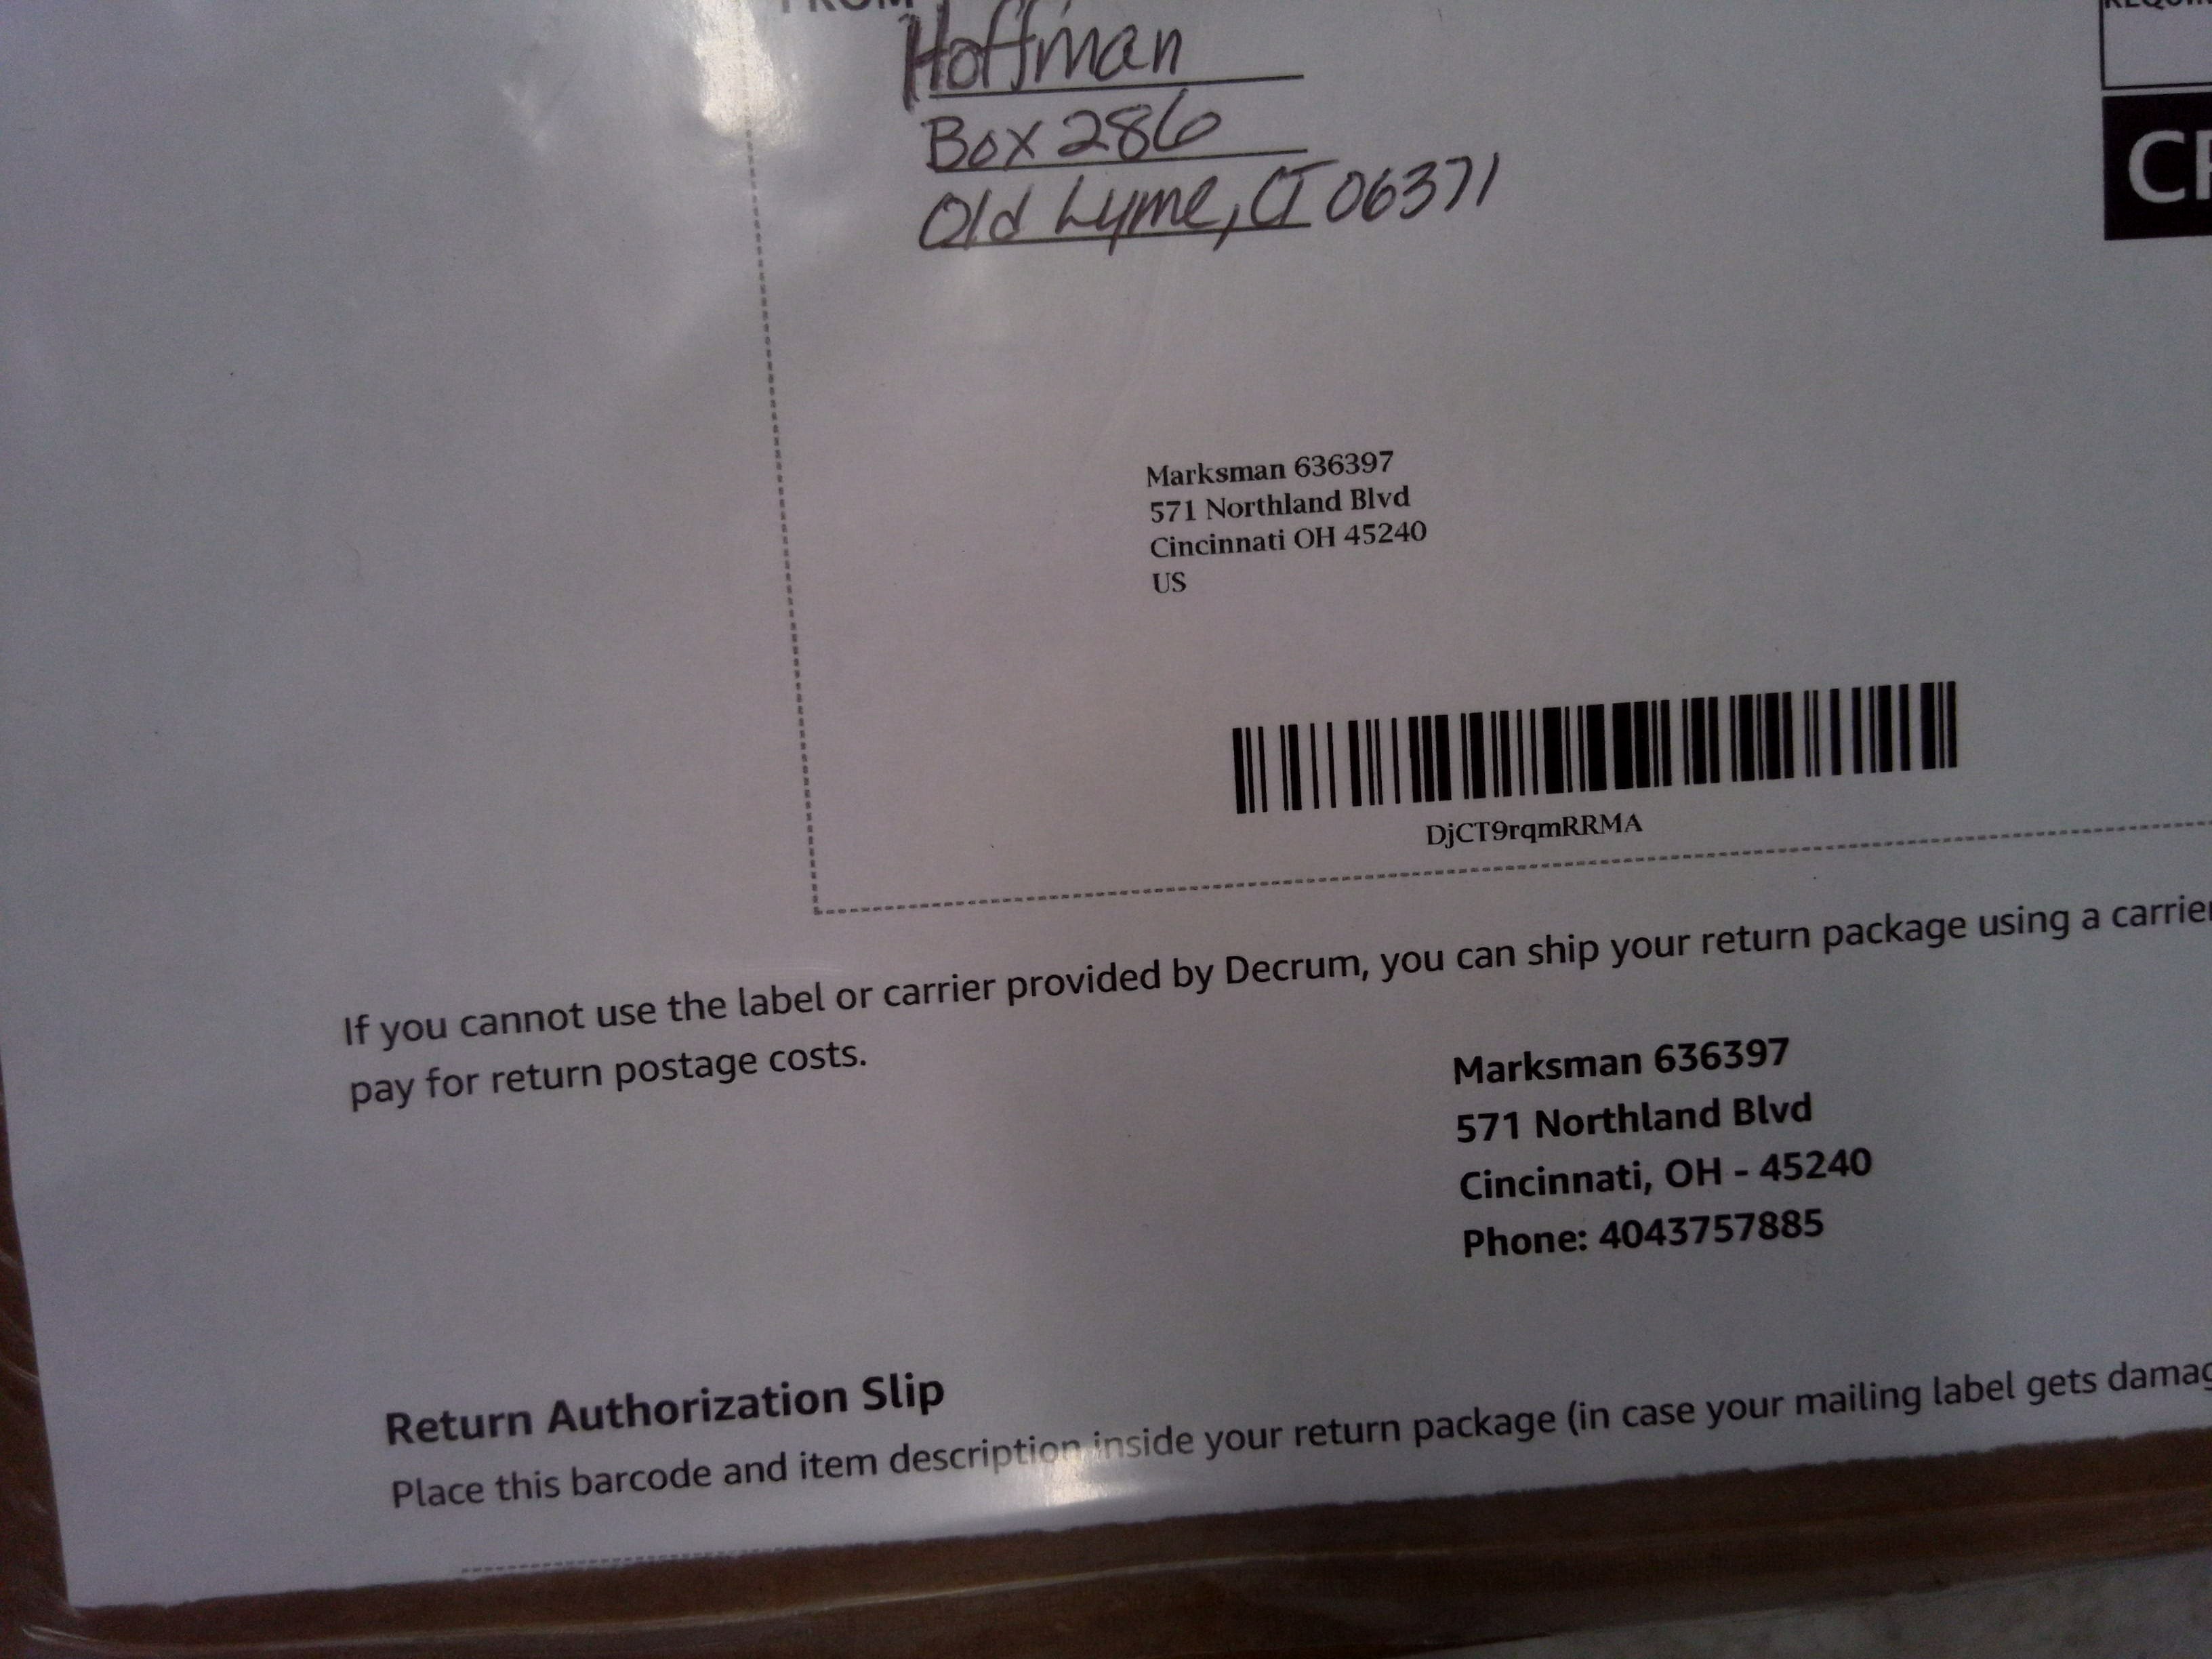 FROM
Hoffman
Box 286
Old Lyme, CT 06371
Marksman 636397
571 Northland Blvd
Cincinnati OH 45240
US
DjCT9rqmRRMA
If you cannot use the label or carrier provided by Decrum, you can ship your return package using a carrier
pay for return postage costs.
Marksman 636397
571 Northland Blvd
Cincinnati, OH - 45240
Phone: 4043757885
Return Authorization Slip
Place this barcode and item description inside your return package (in case your mailing label gets damag